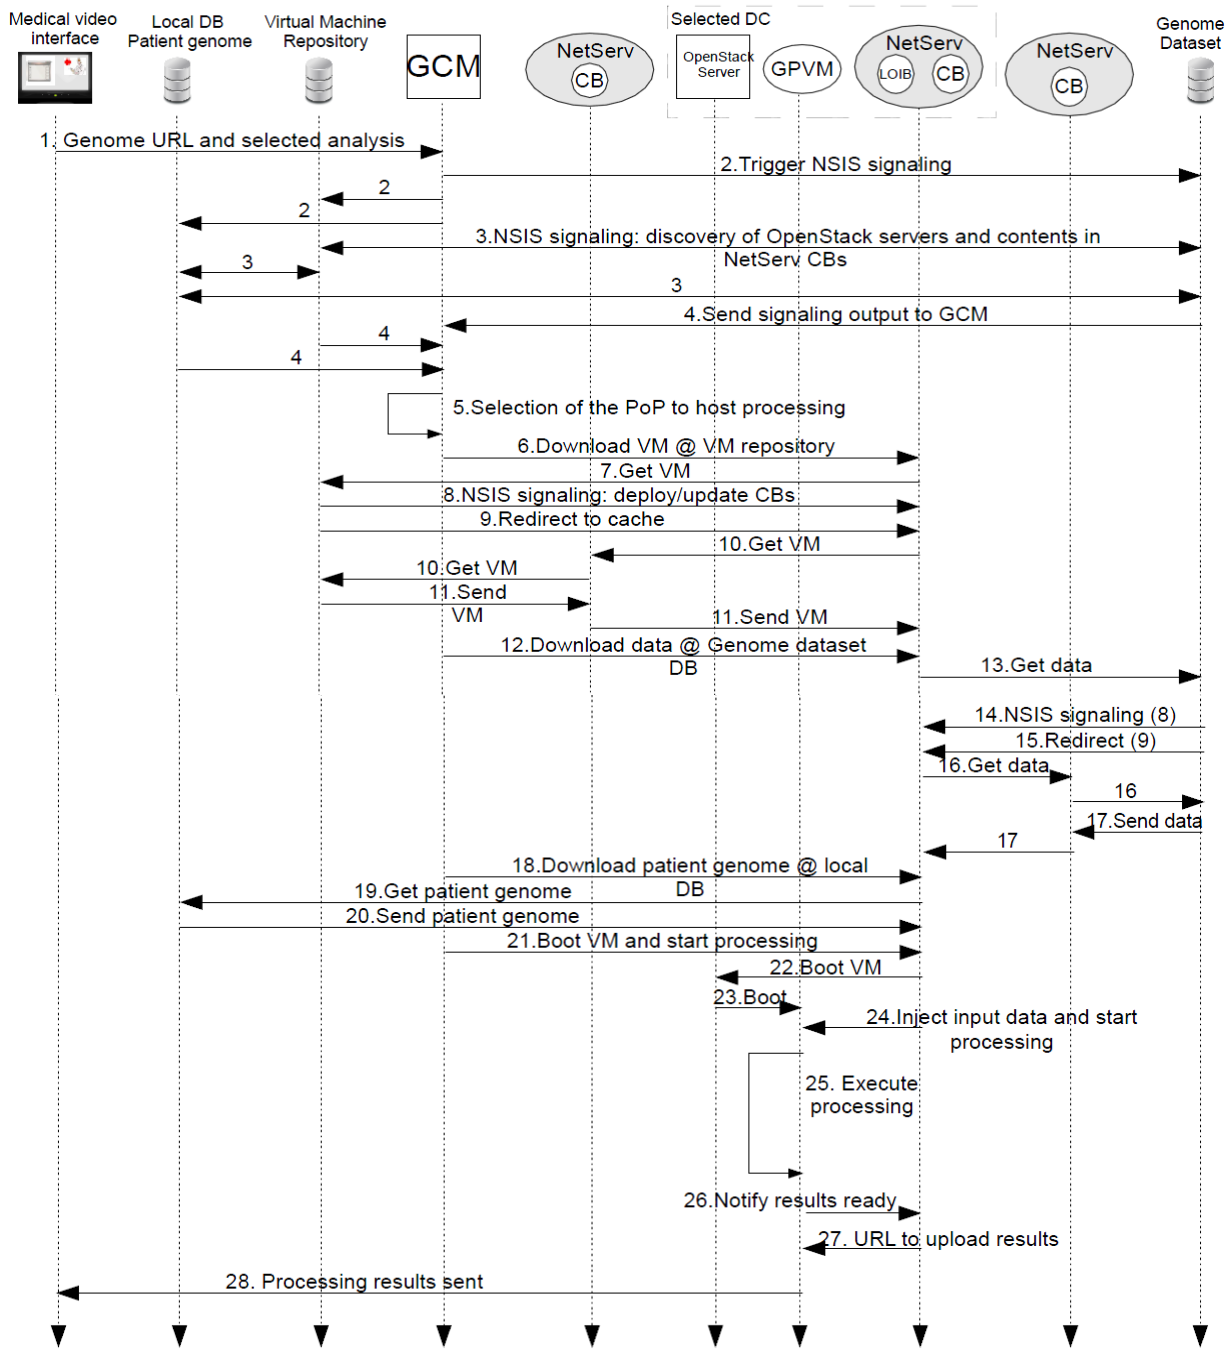 Medical video
interface
Local DB
Patient genome
Virtual Machine
Repository
GCM
NetServ
CB
Selected DC
OpenStack
Server
GPVM
NetServ
LOIB
CB
NetServ
CB
Genome
Dataset
1. Genome URL and selected analysis
2.Trigger NSIS signaling
2
2
3.NSIS signaling: discovery of OpenStack servers and contents in
NetServ CBs
3
3
4.Send signaling output to GCM
4
4
5.Selection of the PoP to host processing
6.Download VM @ VM repository
7.Get VM
8.NSIS signaling: deploy/update CBs
9.Redirect to cache
10.Get VM
10.Get VM
11.Send
VM
11.Send VM
12.Download data @ Genome dataset
DB
13.Get data
14.NSIS signaling (8)
15.Redirect (9)
16.Get data
16
17.Send data
17
18.Download patient genome @ local
DB
19.Get patient genome
20.Send patient genome
21.Boot VM and start processing
22.Boot VM
23.Boot
24.Inject input data and start
processing
25. Execute
processing
26.Notify results ready
27. URL to upload results
28. Processing results sent